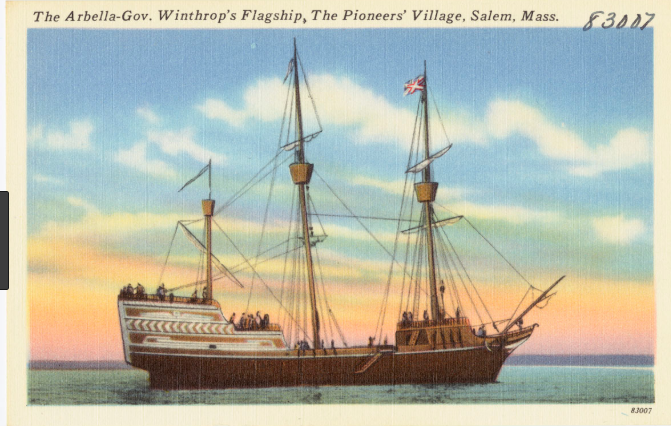 The Arbella-Gov. Winthrop's Flagship, The Pioneers' Village, Salem, Mass. 83007
83007